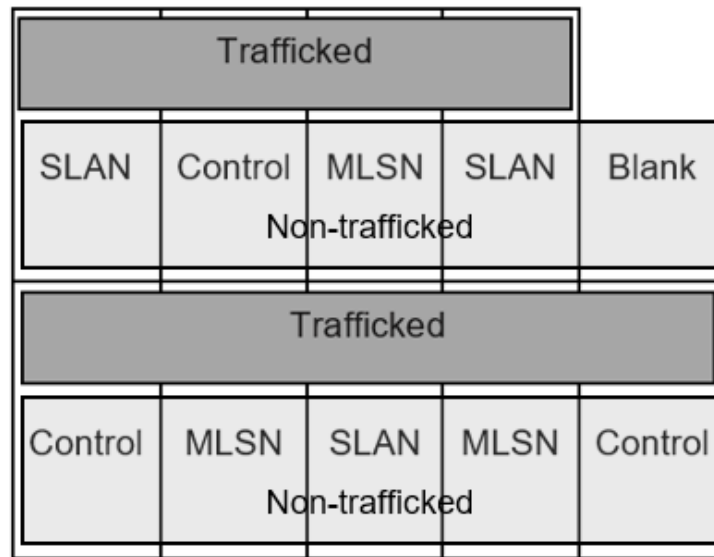 Trafficked
SLAN Control MLSN SLAN Blank
Non-trafficked
Trafficked
Control MLSN SLAN MLSN Control
Non-trafficked